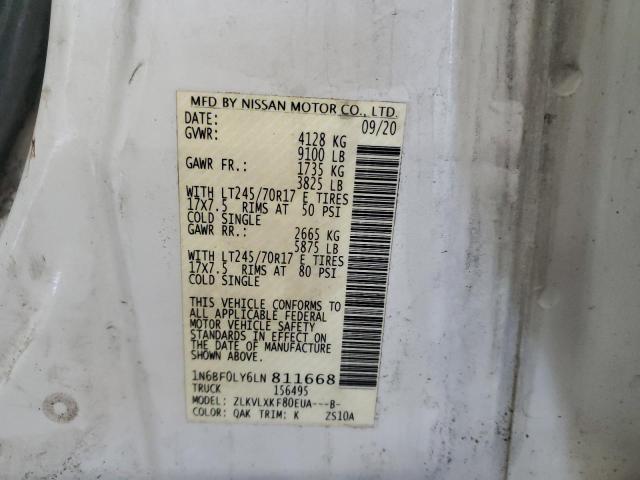 MFD BY NISSAN MOTOR CO., LTD.
DATE: 09/20
GVWR: 4128 KG
9100 LB
GAWR FR.: 1735 KG
3825 LB
WITH LT245/70R17 E TIRES
17X7.5 RIMS AT 50 PSI
COLD SINGLE
GAWR RR.: 2665 KG
5875 LB
WITH LT245/70R17 E TIRES
17X7.5 RIMS AT 80 PSI
COLD SINGLE
THIS VEHICLE CONFORMS TO
ALL APPLICABLE FEDERAL
MOTOR VEHICLE SAFETY
STANDARDS IN EFFECT ON
THE DATE OF MANUFACTURE
SHOWN ABOVE.
1N6BF0LY6LN 811668
TRUCK 156495
MODEL: ZLKVLXKF80EUA---B-
COLOR: QAK TRIM: K ZS10A